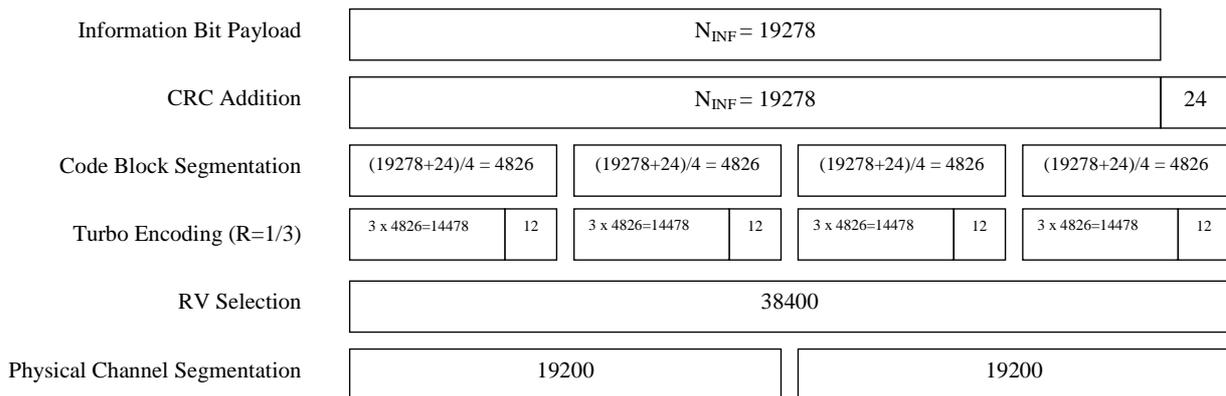 Information Bit Payload
N_INF = 19278
CRC Addition
N_INF = 19278
24
Code Block Segmentation
(19278+24)/4 = 4826
(19278+24)/4 = 4826
(19278+24)/4 = 4826
(19278+24)/4 = 4826
Turbo Encoding (R=1/3)
3 x 4826=14478
12
3 x 4826=14478
12
3 x 4826=14478
12
3 x 4826=14478
12
RV Selection
38400
Physical Channel Segmentation
19200
19200